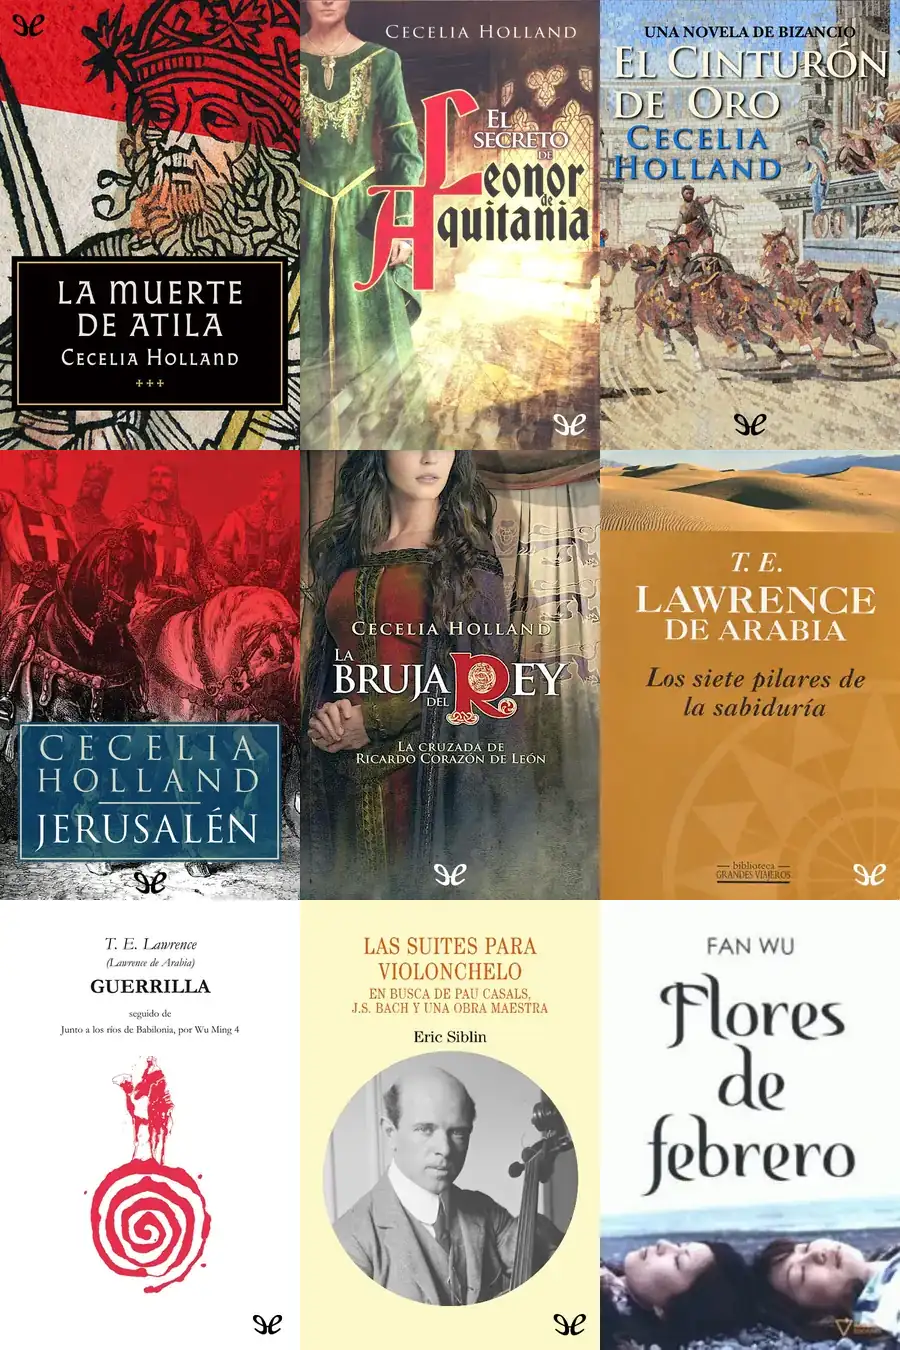 LA MUERTE
DE ATILA
CECELIA HOLLAND
CECELIA HOLLAND
EL
SECRETO
DE
Leonor
de
Aquitania
UNA NOVELA DE BIZANCIO
EL CINTURÓN
DE ORO
CECELIA
HOLLAND
CECELIA
HOLLAND
JERUSALÉN
CECELIA HOLLAND
LA
BRUJA
DEL
REY
LA CRUZADA DE
RICARDO CORAZÓN DE LEÓN
T. E.
LAWRENCE
DE ARABIA
Los siete pilares de
la sabiduría
biblioteca
GRANDES VIAJEROS
T. E. Lawrence
(Lawrence de Arabia)
GUERRILLA
seguido de
Junto a los ríos de Babilonia, por Wu Ming 4
LAS SUITES PARA
VIOLONCHELO
EN BUSCA DE PAU CASALS,
J.S. BACH Y UNA OBRA MAESTRA
Eric Siblin
FAN WU
Flores
de
febrero